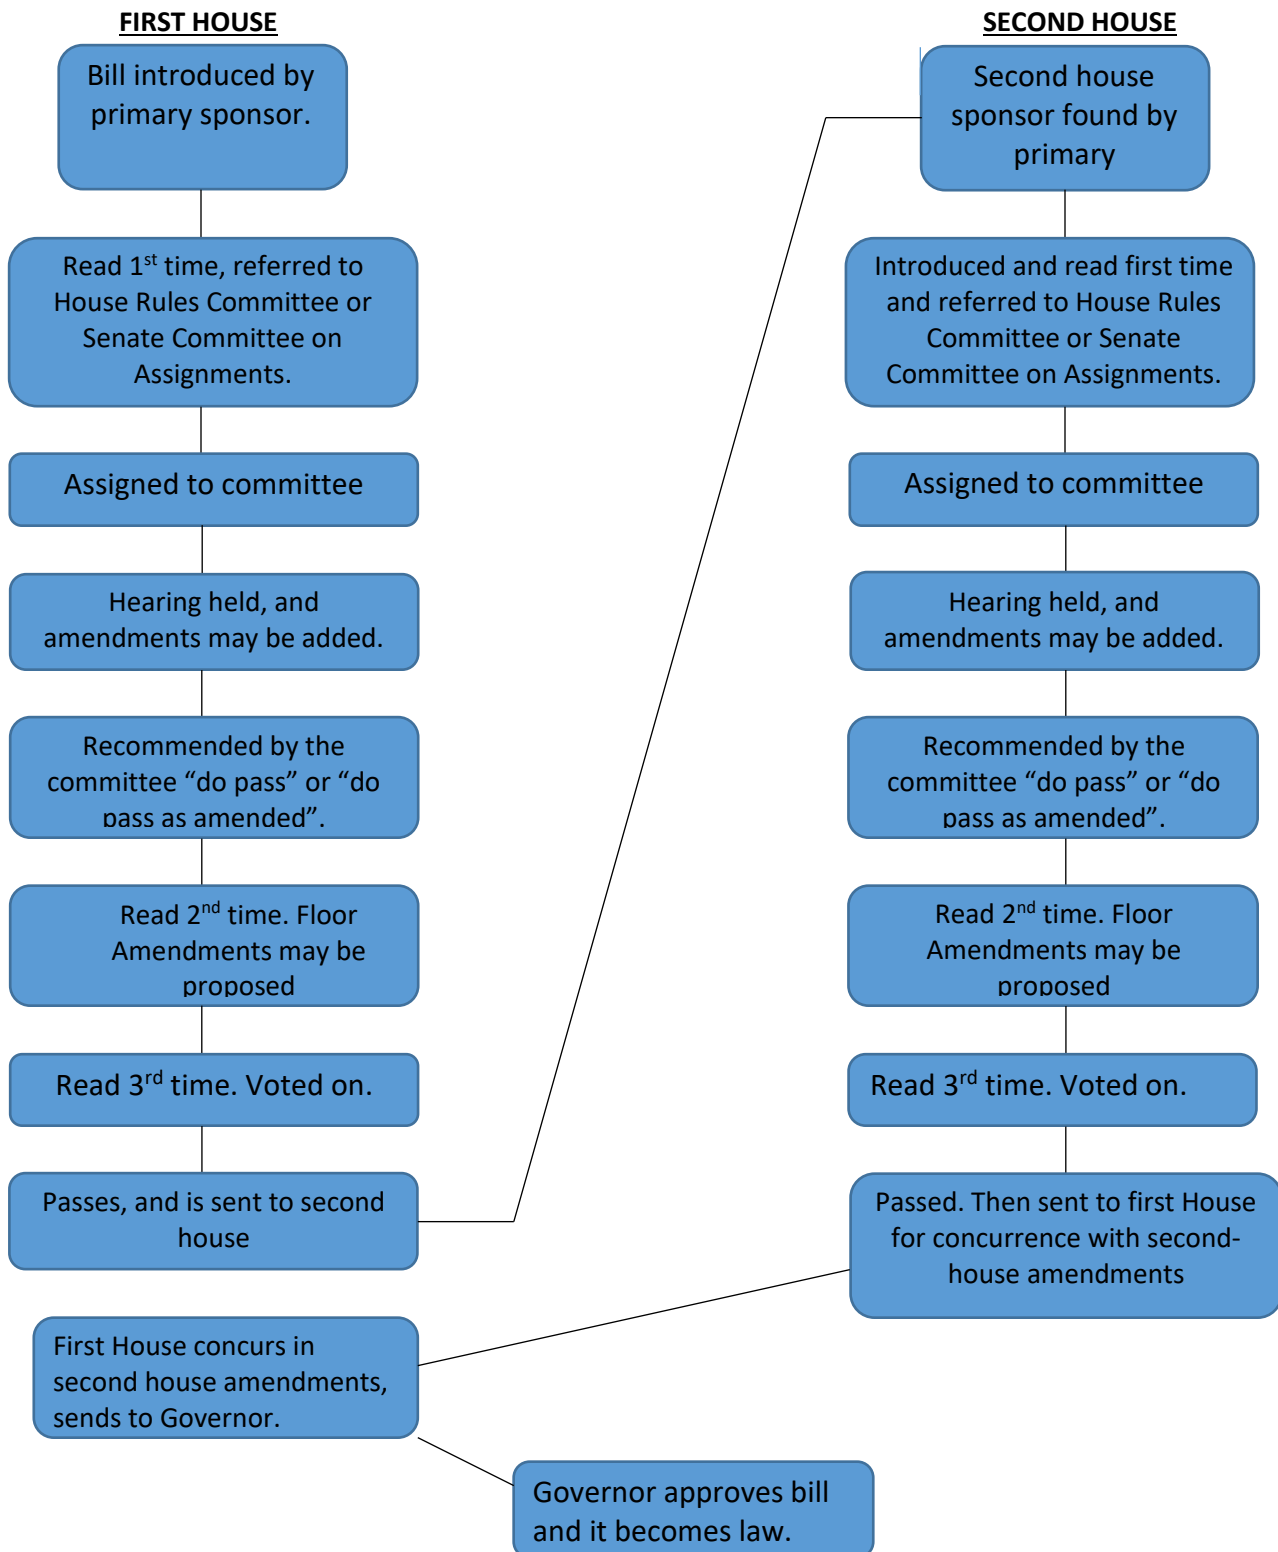 FIRST HOUSE
Bill introduced by
primary sponsor.
Read 1st time, referred to
House Rules Committee or
Senate Committee on
Assignments.
Assigned to committee
Hearing held, and
amendments may be added.
Recommended by the
committee “do pass” or “do
pass as amended”.
Read 2nd time. Floor
Amendments may be
proposed
Read 3rd time. Voted on.
Passes, and is sent to second
house
SECOND HOUSE
Second house
sponsor found by
primary
Introduced and read first time
and referred to House Rules
Committee or Senate
Committee on Assignments.
Assigned to committee
Hearing held, and
amendments may be added.
Recommended by the
committee “do pass” or “do
pass as amended”.
Read 2nd time. Floor
Amendments may be
proposed
Read 3rd time. Voted on.
Passed. Then sent to first House
for concurrence with second-
house amendments
First House concurs in
second house amendments,
sends to Governor.
Governor approves bill
and it becomes law.